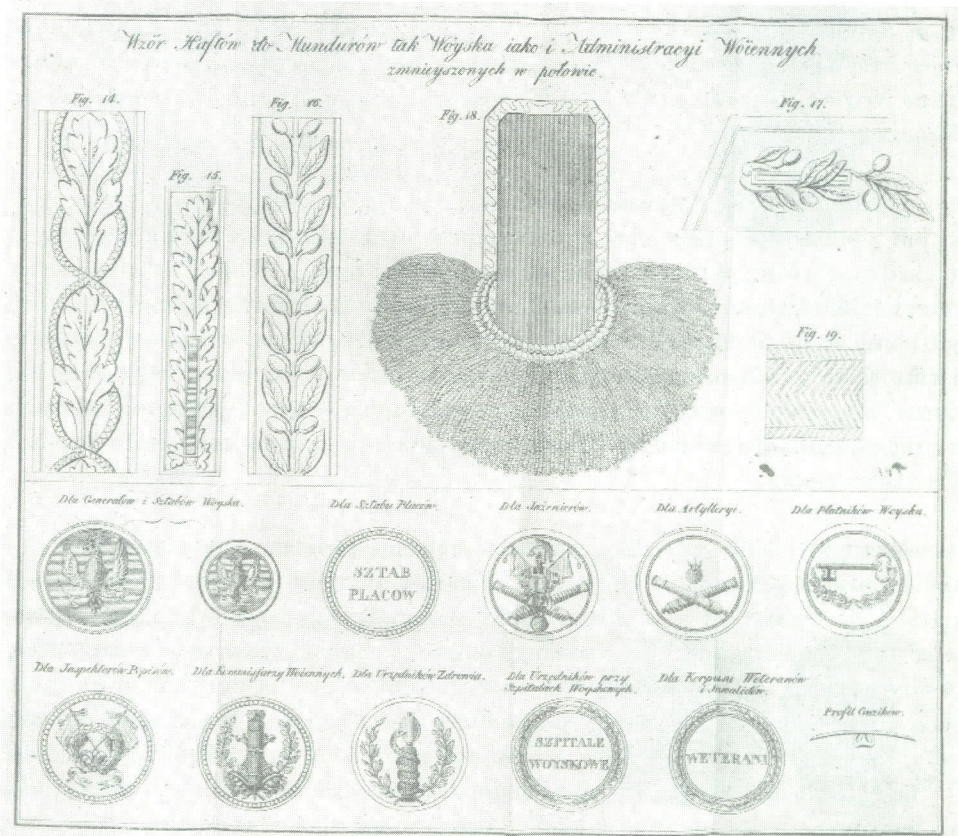 Wzór Haftów do Mundurów tak Woyska iako i Administracyi Woiennych
zmnieyszonych w połowie.
Fig. 14.
Fig. 15.
Fig. 16.
Fig. 18.
Fig. 17.
Fig. 19.
Dla Generałów i Sztabów Woyska.
Dla Sztabu Placów.
Dla Inżenierów.
Dla Artylleryi.
Dla Płatników Woyska.
SZTAB
PLACOW
Dla Inspektorów Popisów.
Dla Kommissarzy Woiennych.
Dla Urzędników Zdrowia.
Dla Urzędników przy
Szpitalach Woyskowych.
Dla Korpusu Weteranów
i Inwalidów.
Profil Guzików.
SZPITALE
WOYSKOWE
WETERANI